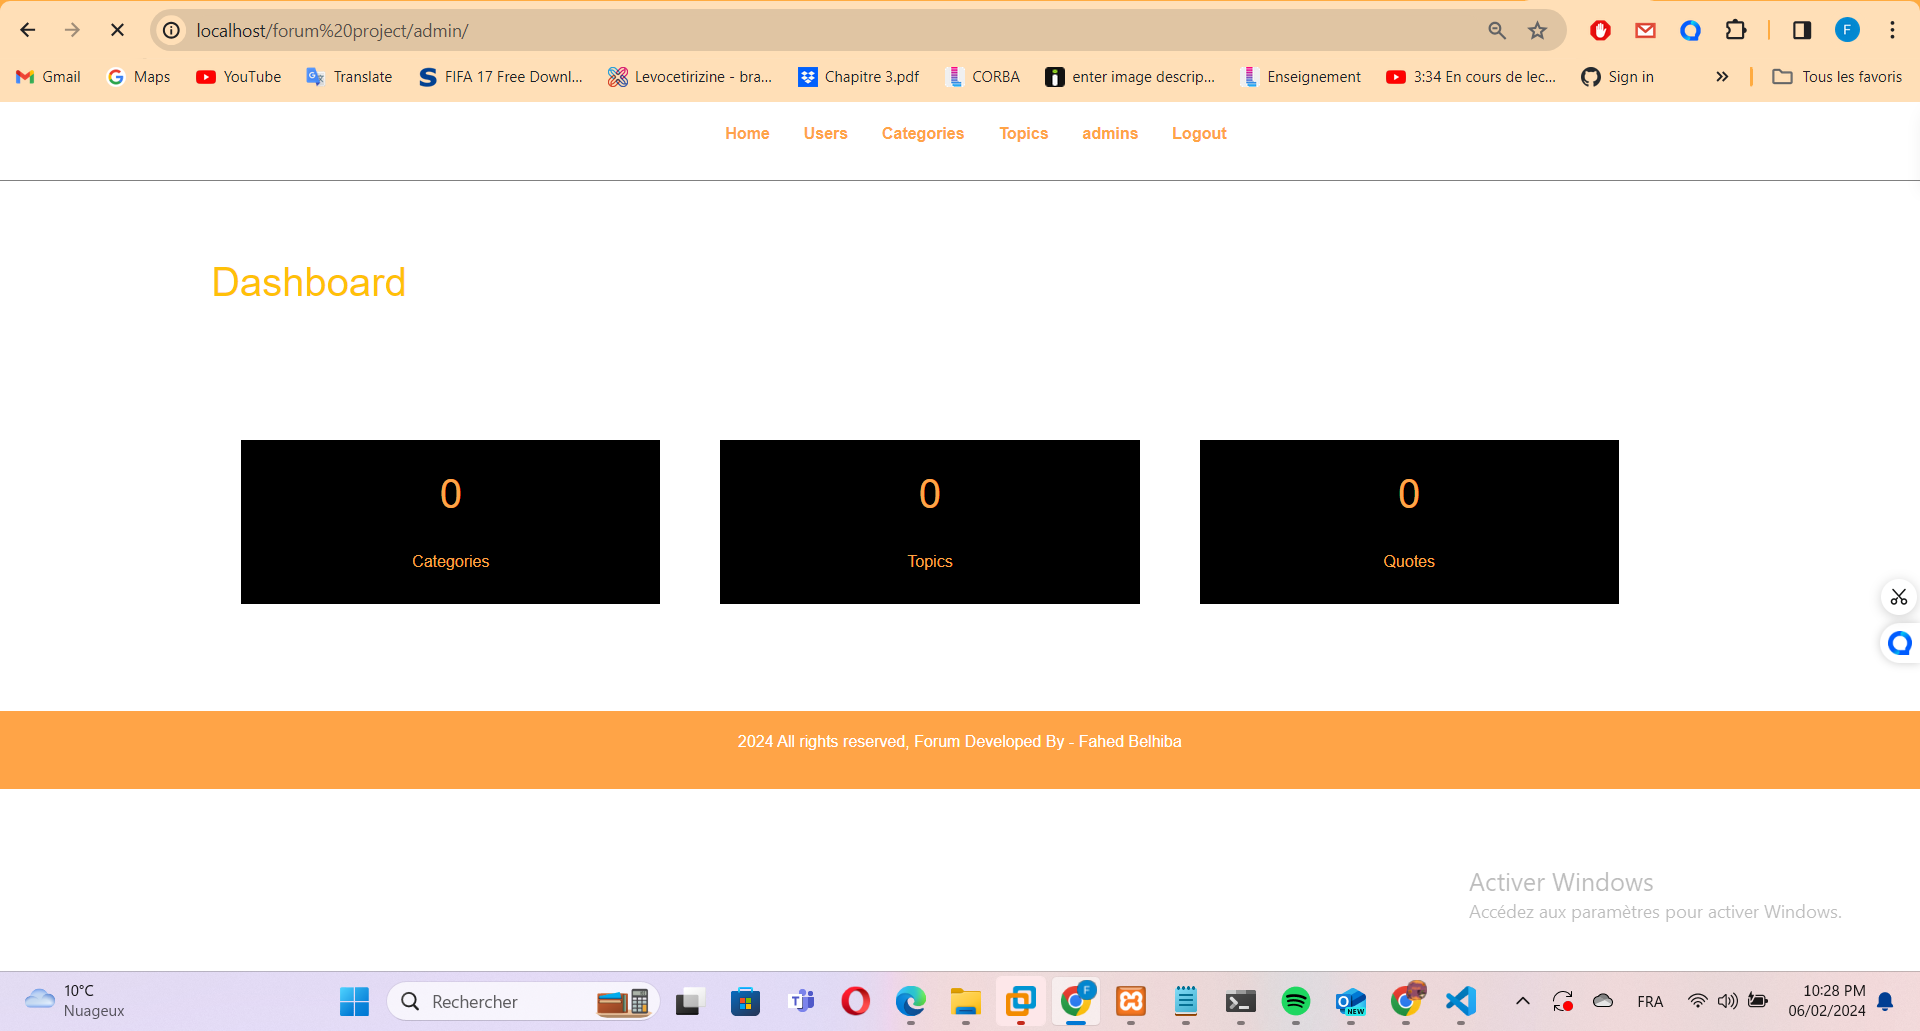 localhost/forum%20project/admin/
F
Gmail Maps YouTube Translate FIFA 17 Free Downl... Levocetirizine - bra... Chapitre 3.pdf CORBA enter image descrip... Enseignement 3:34 En cours de lec... Sign in » Tous les favoris
Home Users Categories Topics admins Logout
Dashboard
0 0 0
Categories Topics Quotes
2024 All rights reserved, Forum Developed By - Fahed Belhiba
Activer Windows
Accédez aux paramètres pour activer Windows.
10°C
Nuageux
Rechercher
F
NEW
FRA
10:28 PM
06/02/2024